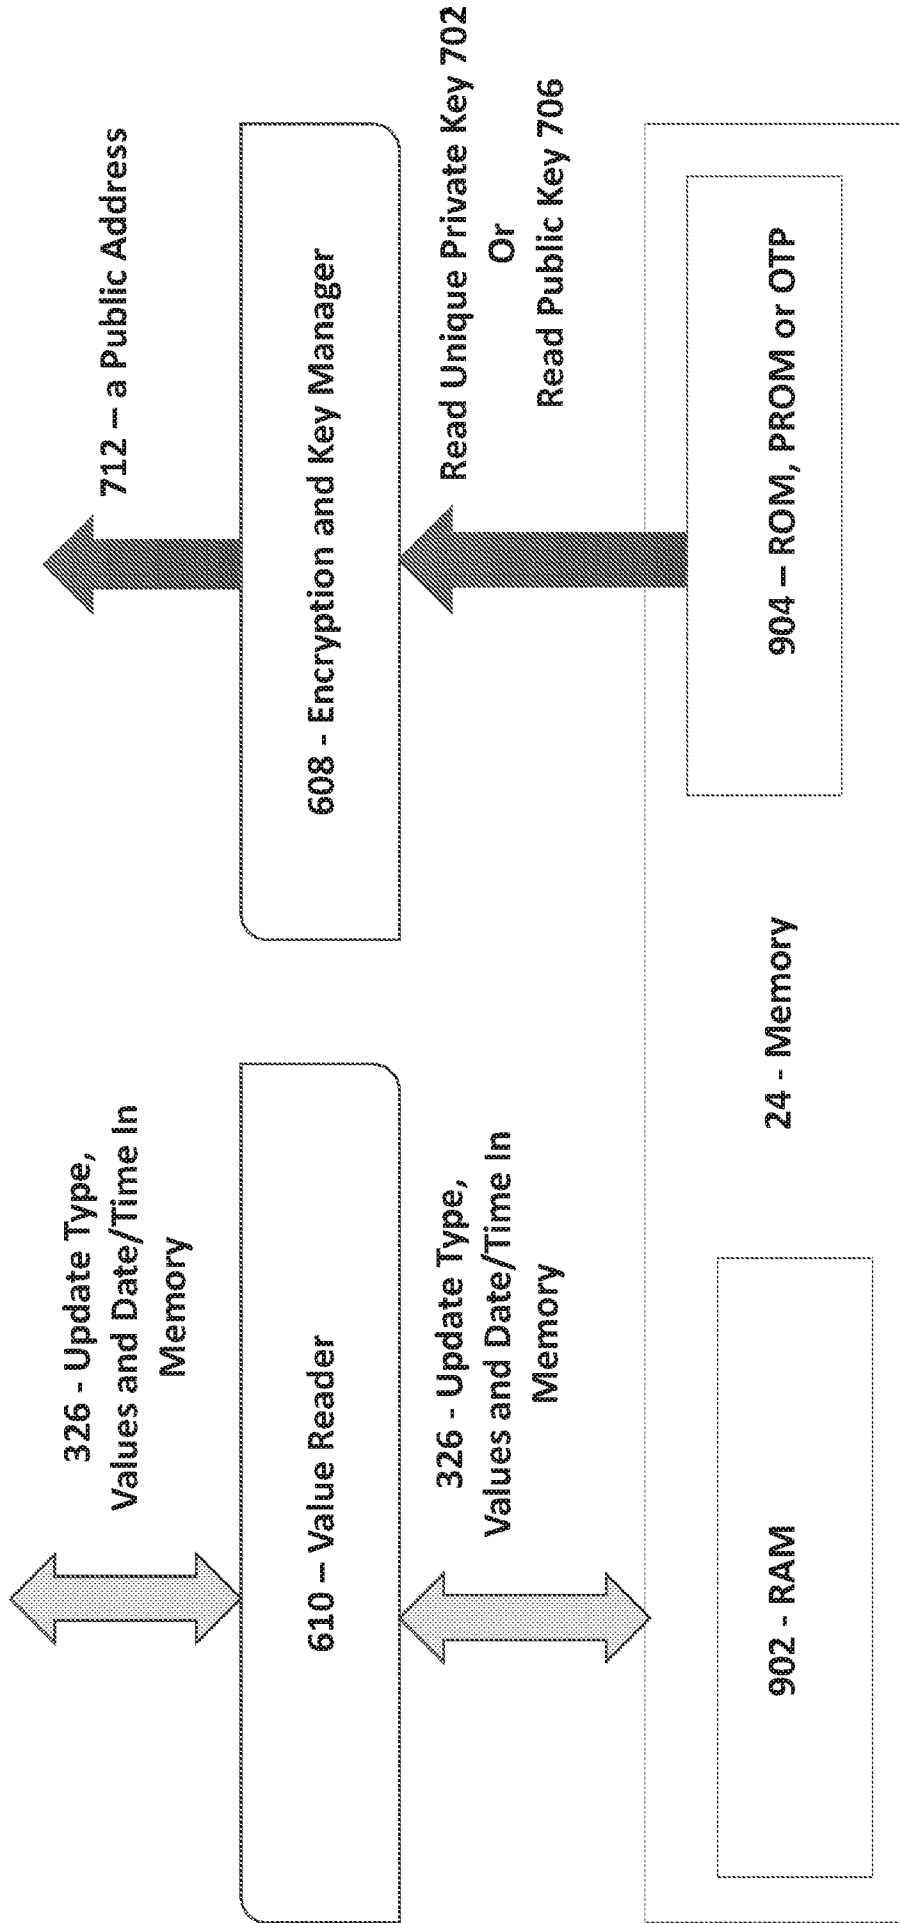 326 - Update Type,
Values and Date/Time In
Memory
712 – a Public Address
610 – Value Reader
608 - Encryption and Key Manager
326 - Update Type,
Values and Date/Time In
Memory
Read Unique Private Key 702
Or
Read Public Key 706
902 - RAM
24 - Memory
904 – ROM, PROM or OTP